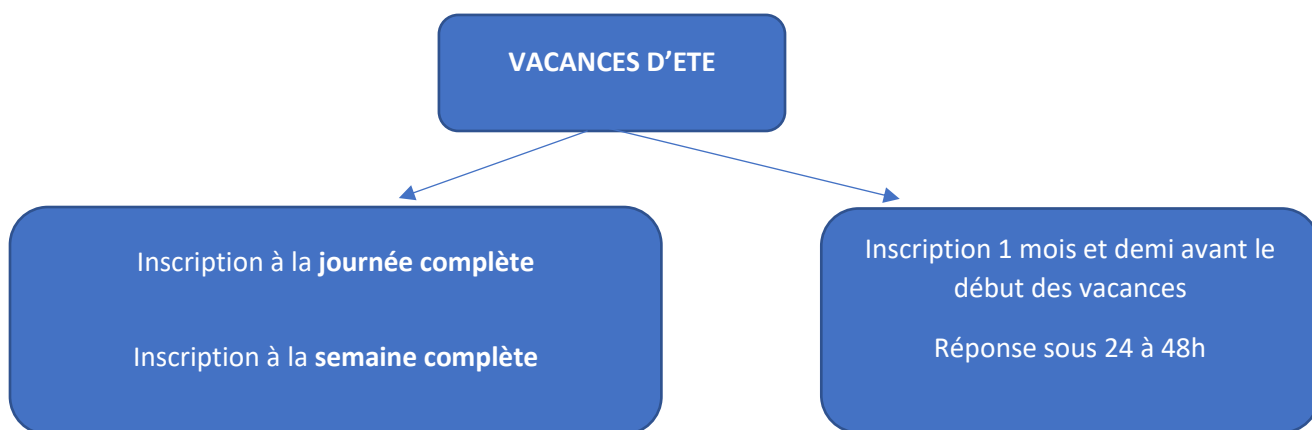 VACANCES D’ETE
Inscription à la journée complète
Inscription à la semaine complète
Inscription 1 mois et demi avant le
début des vacances
Réponse sous 24 à 48h